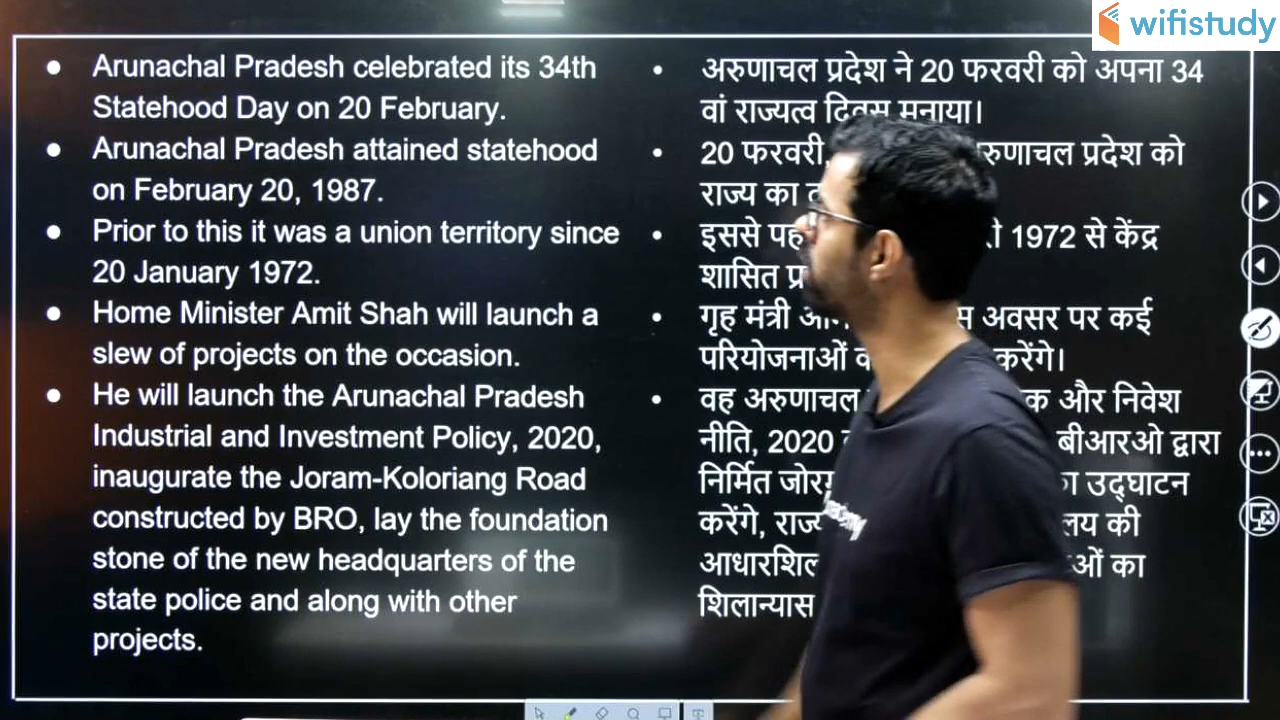 wifistudy
Arunachal Pradesh celebrated its 34th
Statehood Day on 20 February.
Arunachal Pradesh attained statehood
on February 20, 1987.
Prior to this it was a union territory since
20 January 1972.
Home Minister Amit Shah will launch a
slew of projects on the occasion.
He will launch the Arunachal Pradesh
Industrial and Investment Policy, 2020,
inaugurate the Joram-Koloriang Road
constructed by BRO, lay the foundation
stone of the new headquarters of the
state police and along with other
projects.
अरुणाचल प्रदेश ने 20 फरवरी को अपना 34
वां राज्यत्व दिवस मनाया।
20 फरवरी, प्रदेश को
राज्य का
इससे 1972 से केंद्र
शासित
गृह मंत्री अवसर पर कई
परियोजनाओं करेंगे।
वह अरुणाचल और निवेश
नीति, 2020 बीआरओ द्वारा
निर्मित उद्घाटन
करेंगे, की
का
शिलान्यास